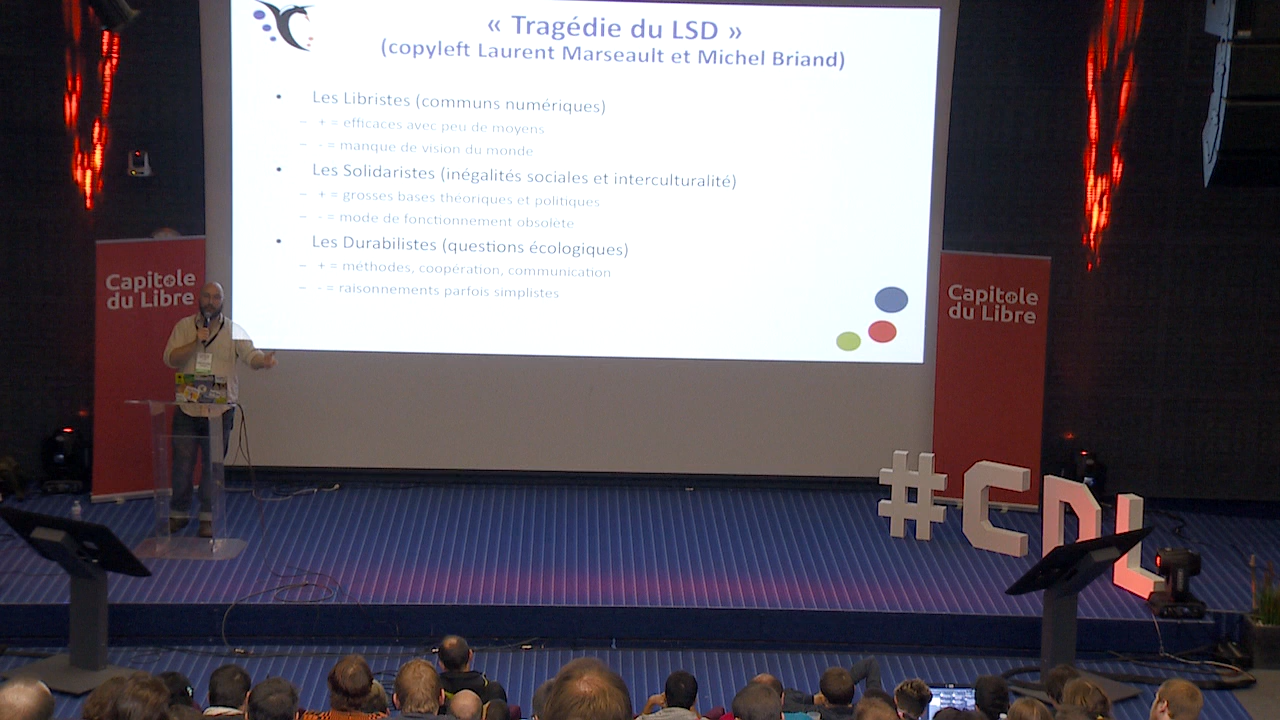 « Tragédie du LSD »
(copyleft Laurent Marseault et Michel Briand)
• Les Libristes (communs numériques)
– + = efficaces avec peu de moyens
– - = manque de vision du monde
• Les Solidaristes (inégalités sociales et interculturalité)
– + = grosses bases théoriques et politiques
– - = mode de fonctionnement obsolète
• Les Durabilistes (questions écologiques)
– + = méthodes, coopération, communication
– - = raisonnements parfois simplistes
Capitole
du Libre
Capitole
du Libre
#CDL